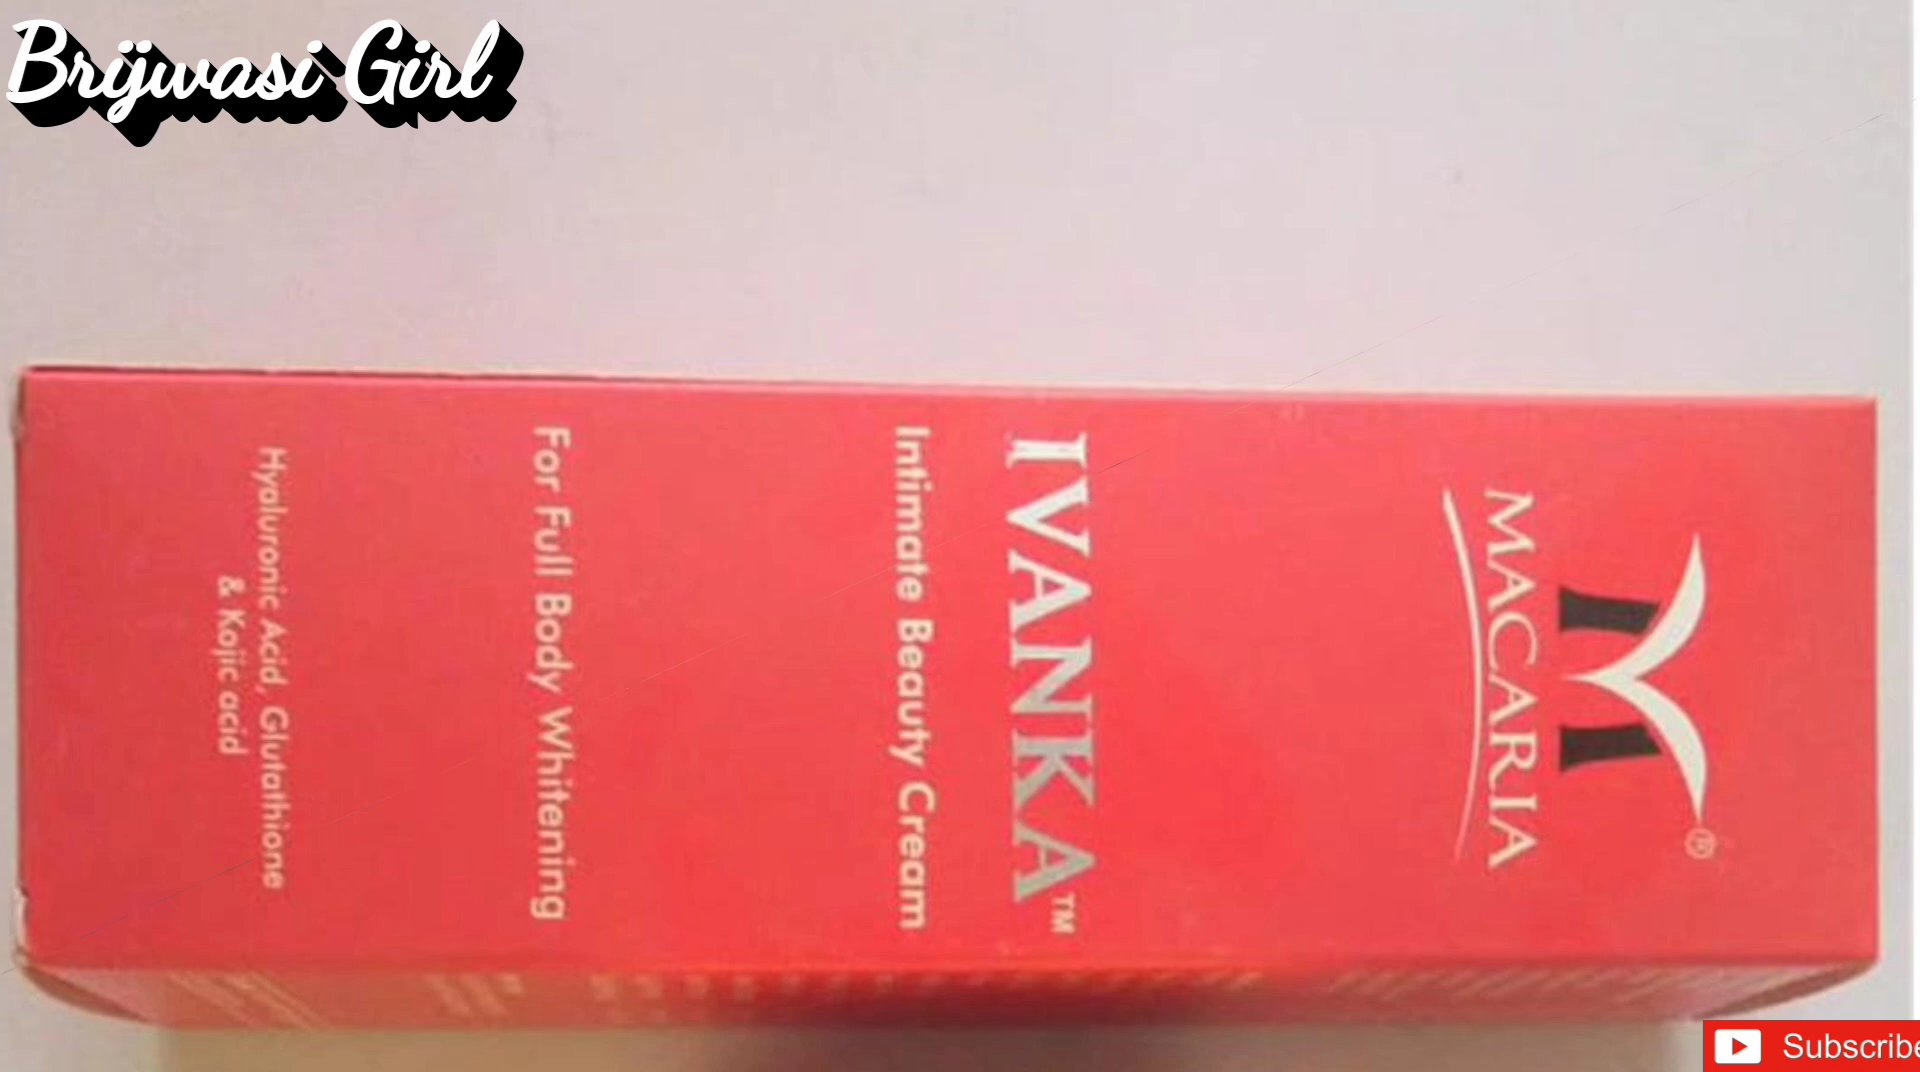 Brijwasi Girl
MACARIA
®
IVANKA™
Intimate Beauty Cream
For Full Body Whitening
Hyaluronic Acid, Glutathione
& Kojic acid
Subscribe